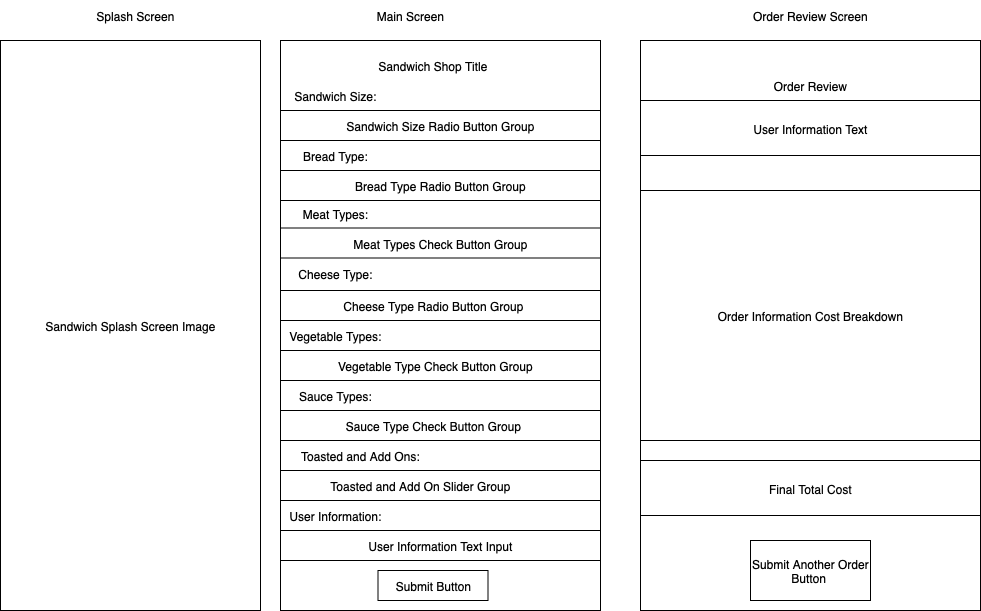 Splash Screen
Main Screen
Order Review Screen
Sandwich Splash Screen Image
Sandwich Shop Title
Sandwich Size:
Sandwich Size Radio Button Group
Bread Type:
Bread Type Radio Button Group
Meat Types:
Meat Types Check Button Group
Cheese Type:
Cheese Type Radio Button Group
Vegetable Types:
Vegetable Type Check Button Group
Sauce Types:
Sauce Type Check Button Group
Toasted and Add Ons:
Toasted and Add On Slider Group
User Information:
User Information Text Input
Submit Button
Order Review
User Information Text
Order Information Cost Breakdown
Final Total Cost
Submit Another Order
Button